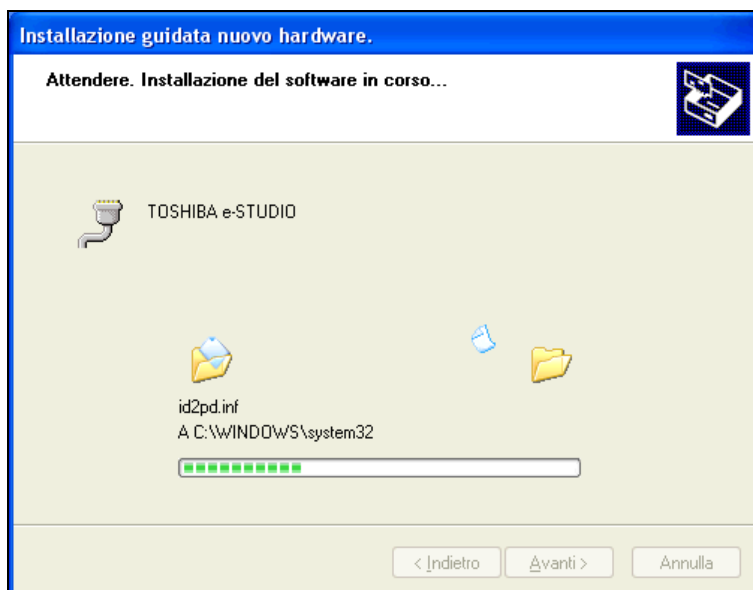 Installazione guidata nuovo hardware.
Attendere. Installazione del software in corso...
TOSHIBA e-STUDIO
id2pd.inf
A C:\WINDOWS\system32
< Indietro
Avanti >
Annulla